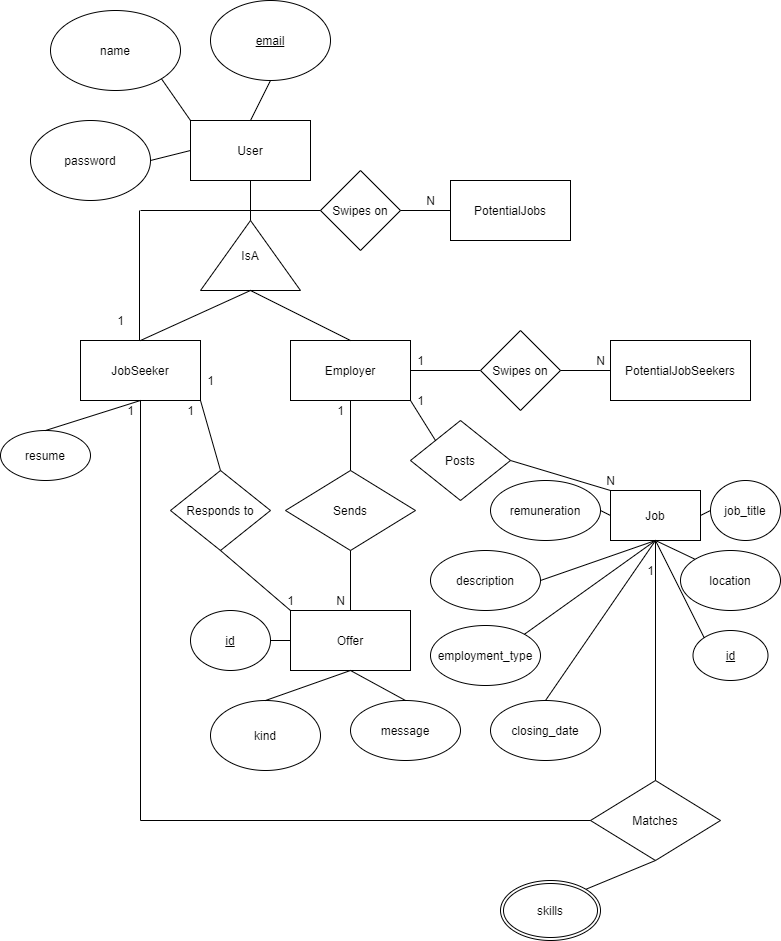 email
name
User
password
Swipes on
N
PotentialJobs
IsA
1
JobSeeker
1
Employer
1
Swipes on
N
PotentialJobSeekers
1
1
1
1
resume
Posts
N
Responds to
Sends
remuneration
Job
job_title
1
description
location
1
N
id
Offer
employment_type
id
kind
message
closing_date
Matches
skills